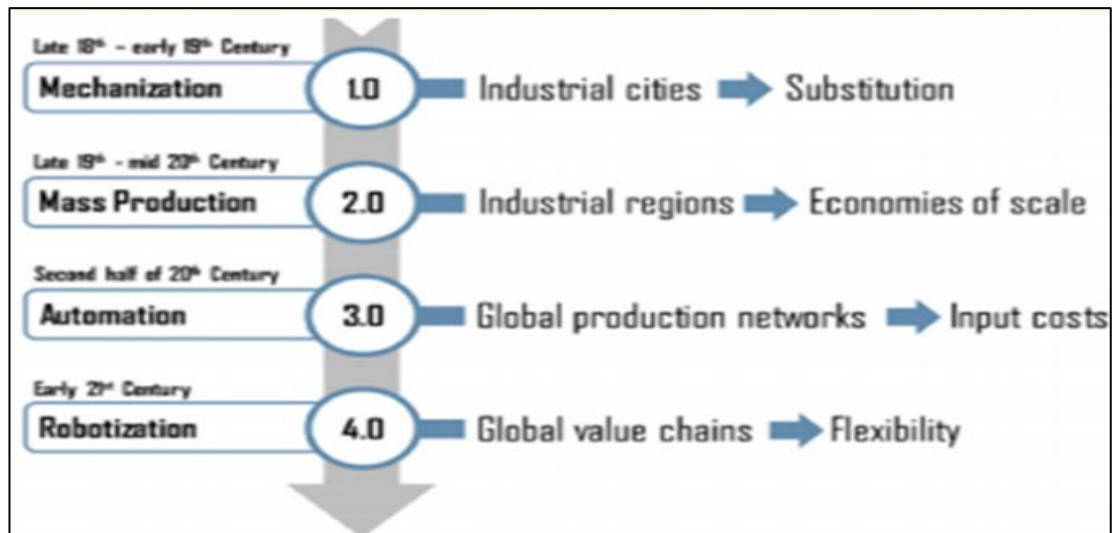 Late 18th - early 19th Century
Mechanization 1.0 Industrial cities Substitution
Late 19th - mid 20th Century
Mass Production 2.0 Industrial regions Economies of scale
Second half of 20th Century
Automation 3.0 Global production networks Input costs
Early 21st Century
Robotization 4.0 Global value chains Flexibility